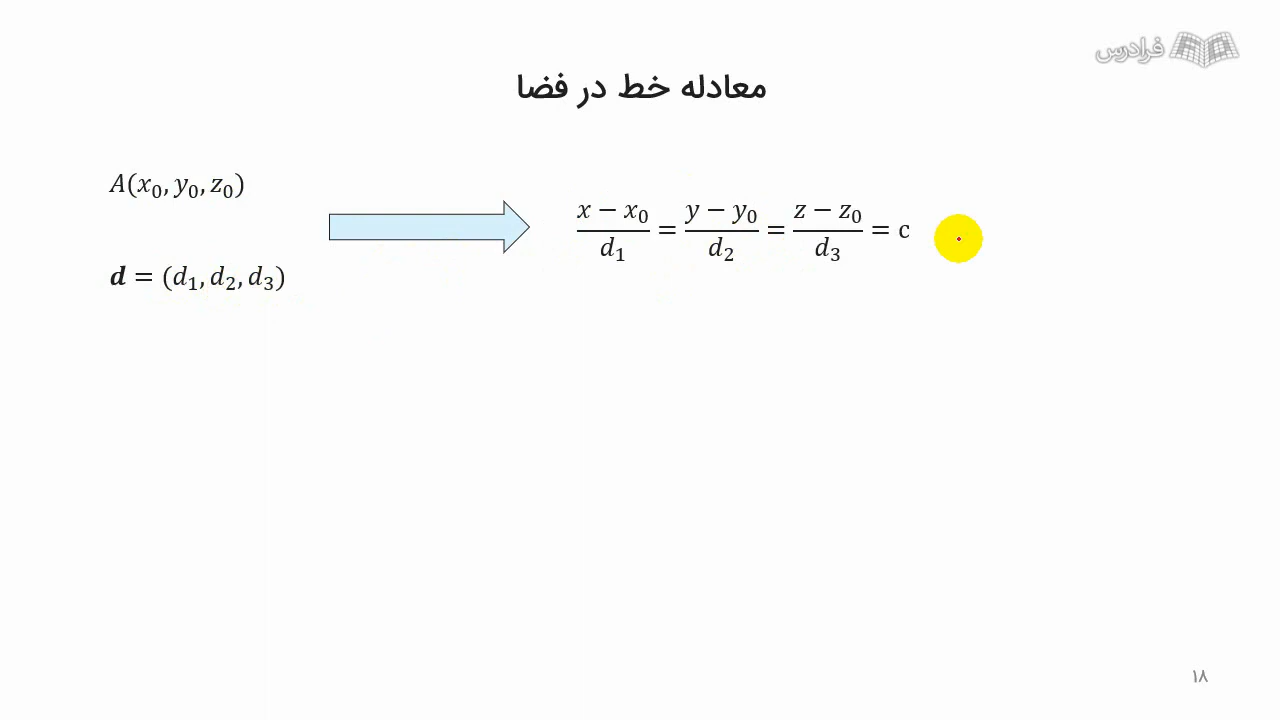 فرادرس
معادله خط در فضا
A(x₀, y₀, z₀)
d = (d₁, d₂, d₃)
(x − x₀)/d₁ = (y − y₀)/d₂ = (z − z₀)/d₃ = c
۱۸